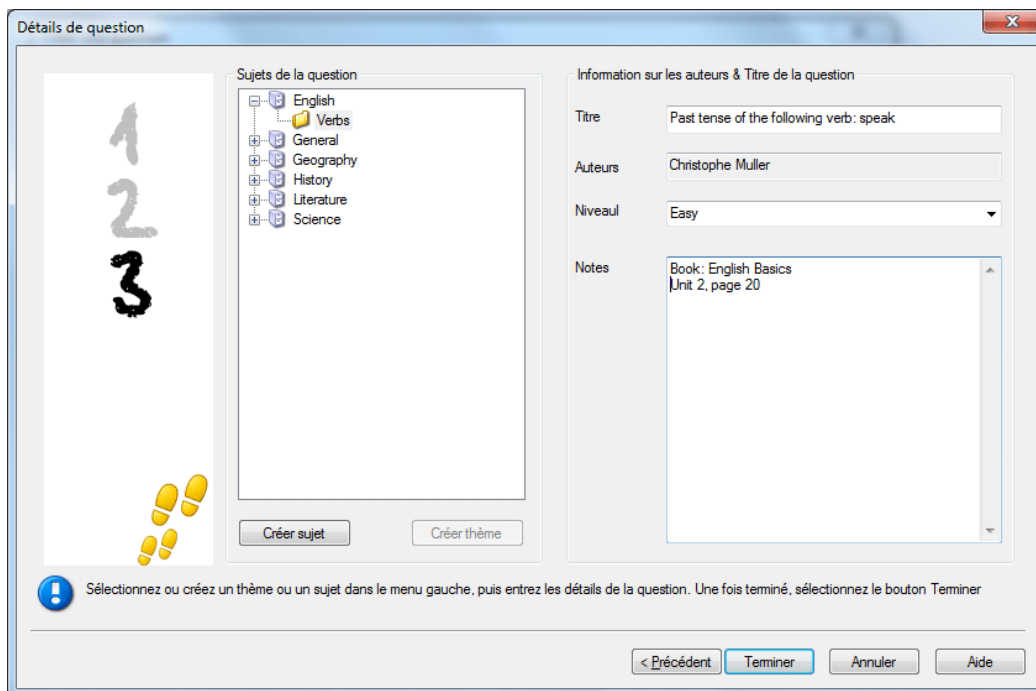 Détails de question
1
2
3
Sujets de la question
English
Verbs
General
Geography
History
Literature
Science
Créer sujet
Créer thème
Information sur les auteurs & Titre de la question
Titre
Past tense of the following verb: speak
Auteurs
Christophe Muller
Niveaul
Easy
Notes
Book: English Basics
Unit 2, page 20
Sélectionnez ou créez un thème ou un sujet dans le menu gauche, puis entrez les détails de la question. Une fois terminé, sélectionnez le bouton Terminer
< Précédent
Terminer
Annuler
Aide